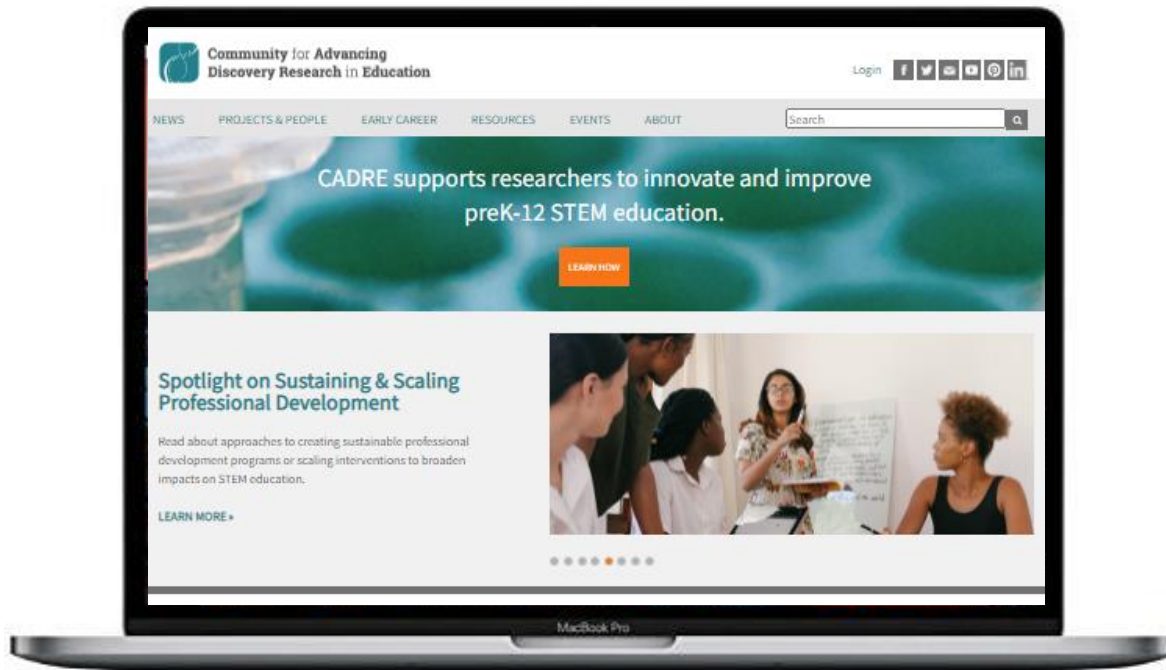 Community for Advancing
Discovery Research in Education
Login
NEWS PROJECTS & PEOPLE EARLY CAREER RESOURCES EVENTS ABOUT Search
CADRE supports researchers to innovate and improve
preK-12 STEM education.
LEARN HOW
Spotlight on Sustaining & Scaling
Professional Development
Read about approaches to creating sustainable professional
development programs or scaling interventions to broaden
impacts on STEM education.
LEARN MORE »
MacBook Pro